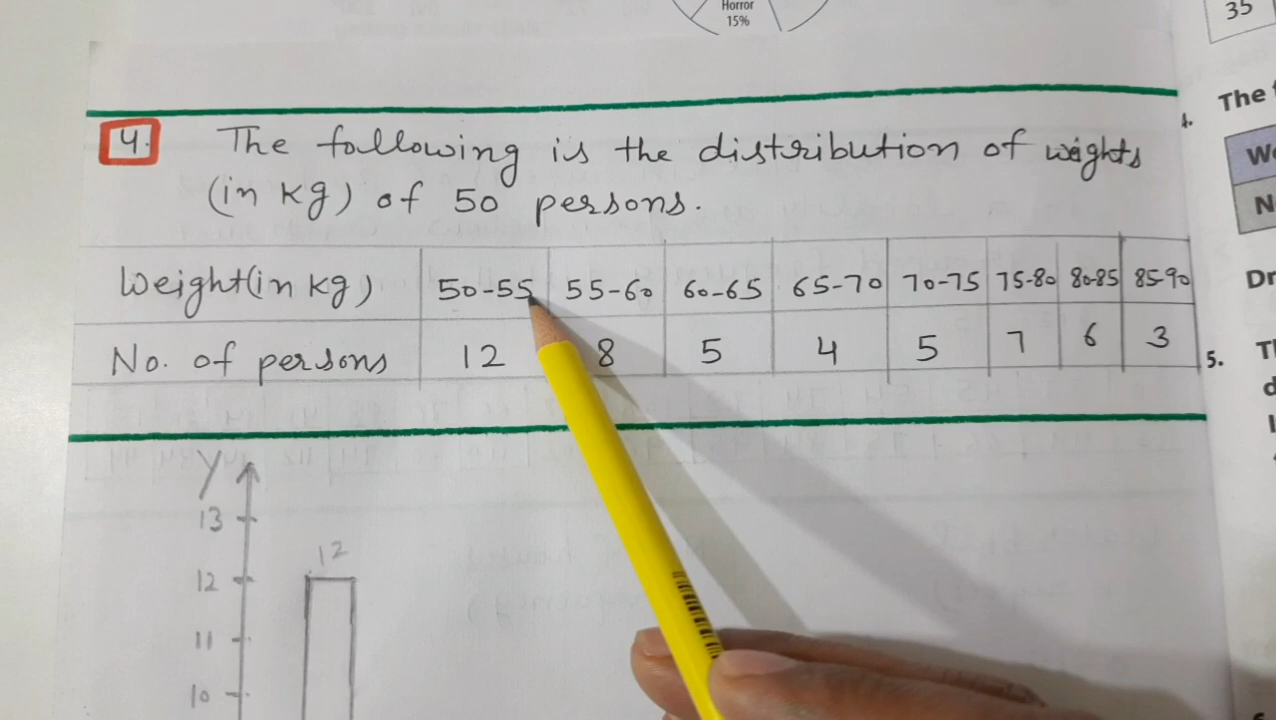 Horror
15%
35
4. The following is the distribution of weights
(in kg) of 50 persons.
Weight(in kg) 50-55 55-60 60-65 65-70 70-75 75-80 80-85 85-90
No. of persons 12 8 5 4 5 7 6 3
Y
13
12
12
11
10
4. The
N
Dr
5.